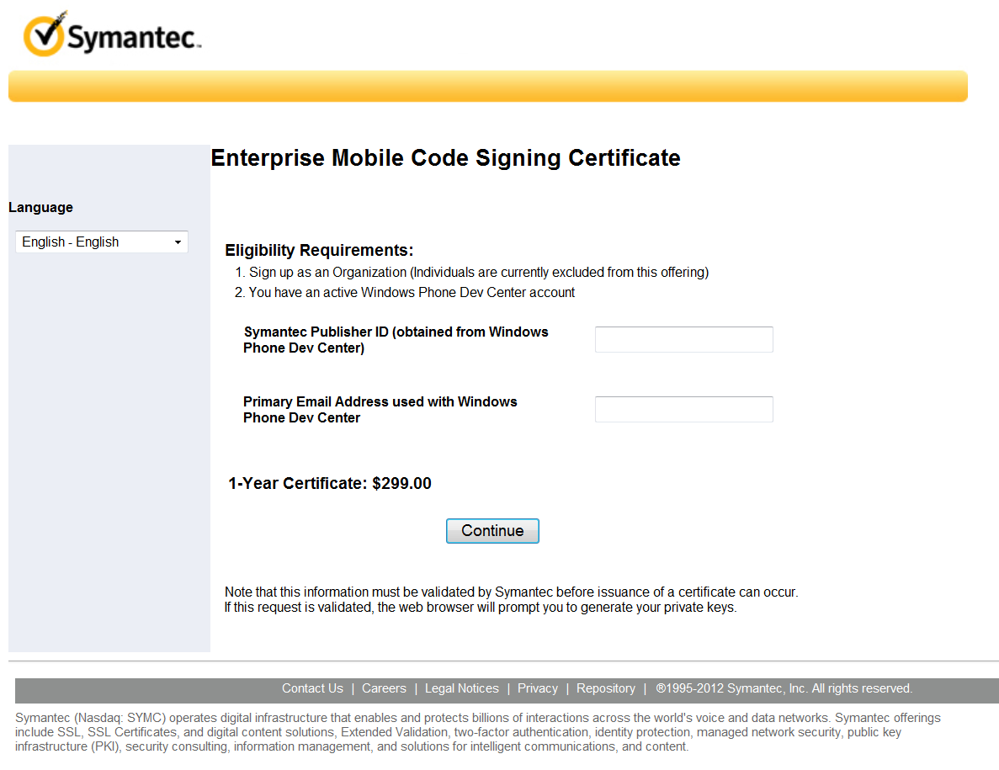 Symantec.™
Enterprise Mobile Code Signing Certificate
Language
English - English
Eligibility Requirements:
1. Sign up as an Organization (Individuals are currently excluded from this offering)
2. You have an active Windows Phone Dev Center account
Symantec Publisher ID (obtained from Windows
Phone Dev Center)
Primary Email Address used with Windows
Phone Dev Center
1-Year Certificate: $299.00
Continue
Note that this information must be validated by Symantec before issuance of a certificate can occur.
If this request is validated, the web browser will prompt you to generate your private keys.
Contact Us | Careers | Legal Notices | Privacy | Repository | ®1995-2012 Symantec, Inc. All rights reserved.
Symantec (Nasdaq: SYMC) operates digital infrastructure that enables and protects billions of interactions across the world's voice and data networks. Symantec offerings
include SSL, SSL Certificates, and digital content solutions, Extended Validation, two-factor authentication, identity protection, managed network security, public key
infrastructure (PKI), security consulting, information management, and solutions for intelligent communications, and content.